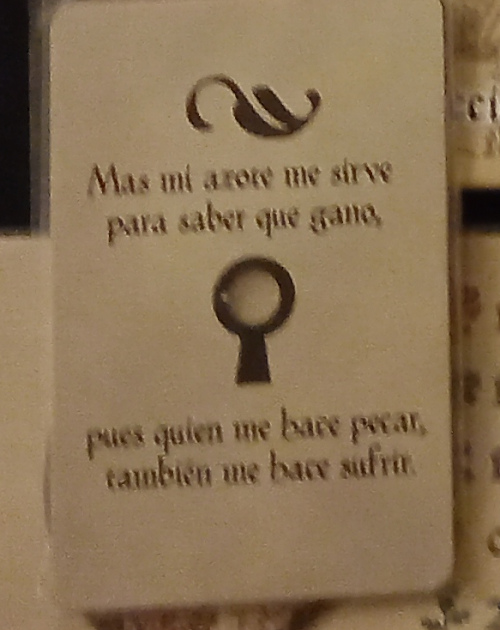 Mas mi azote me sirve
para saber que gano,
pues quien me hace pecar,
también me hace sufrir.